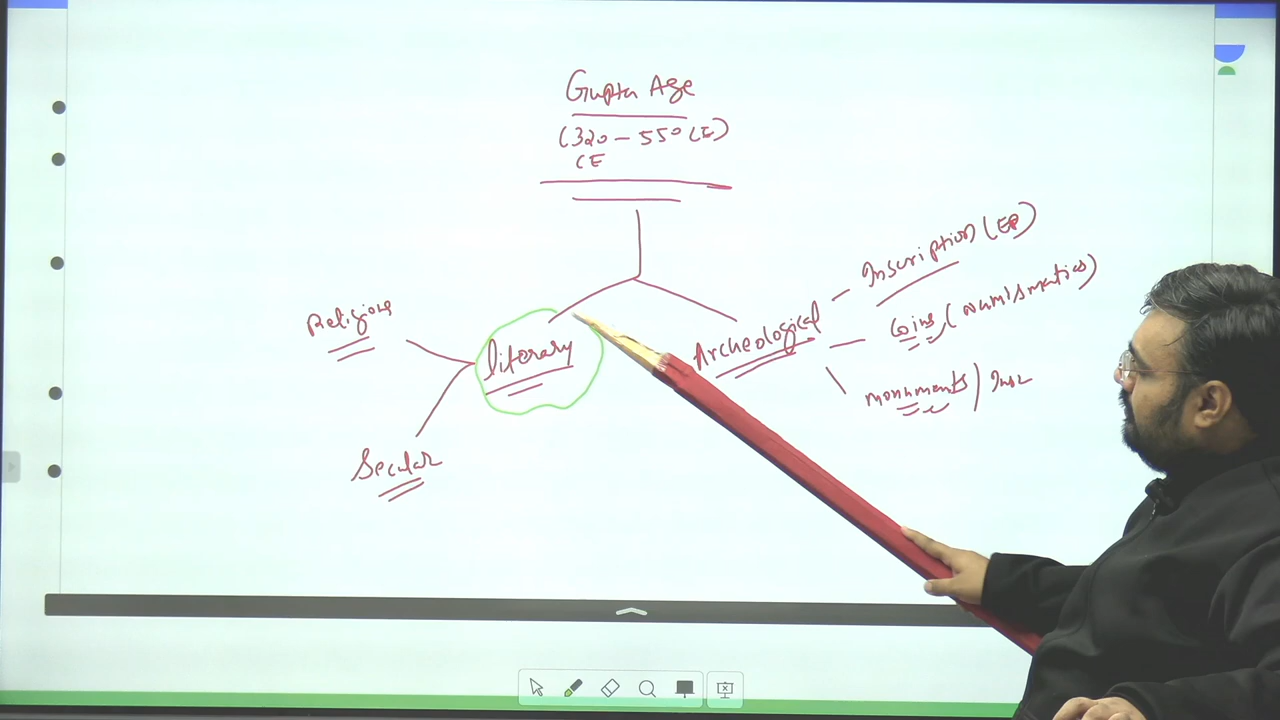 Gupta Age
(320 - 550 CE)
CE
Inscription (EP)
Religious
literary
Archeological
Coins (Numismatics)
monuments /
Secular